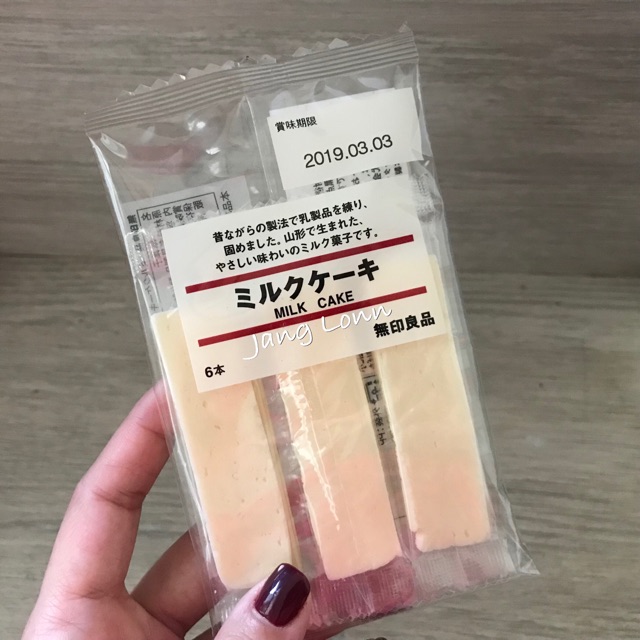 賞味期限
2019.03.03
昔ながらの製法で乳製品を練り、
固めました。山形で生まれた、
やさしい味わいのミルク菓子です。
ミルクケーキ
MILK CAKE
Jang Lonn
無印良品
6本